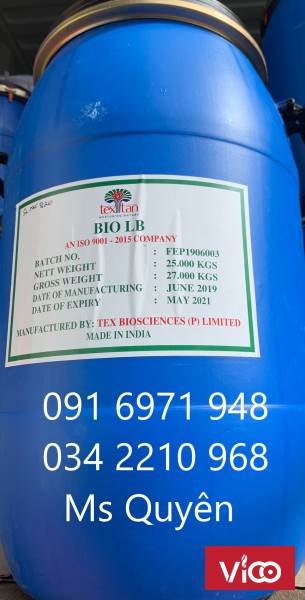 textan
BIO LB
AN ISO 9001 - 2015 COMPANY
BATCH NO. : FEP1906003
NETT WEIGHT : 25.000 KGS
GROSS WEIGHT : 27.000 KGS
DATE OF MANUFACTURING : JUNE 2019
DATE OF EXPIRY : MAY 2021
MANUFACTURED BY: TEX BIOSCIENCES (P) LIMITED
MADE IN INDIA
091 6971 948
034 2210 968
Ms Quyên
ViCO